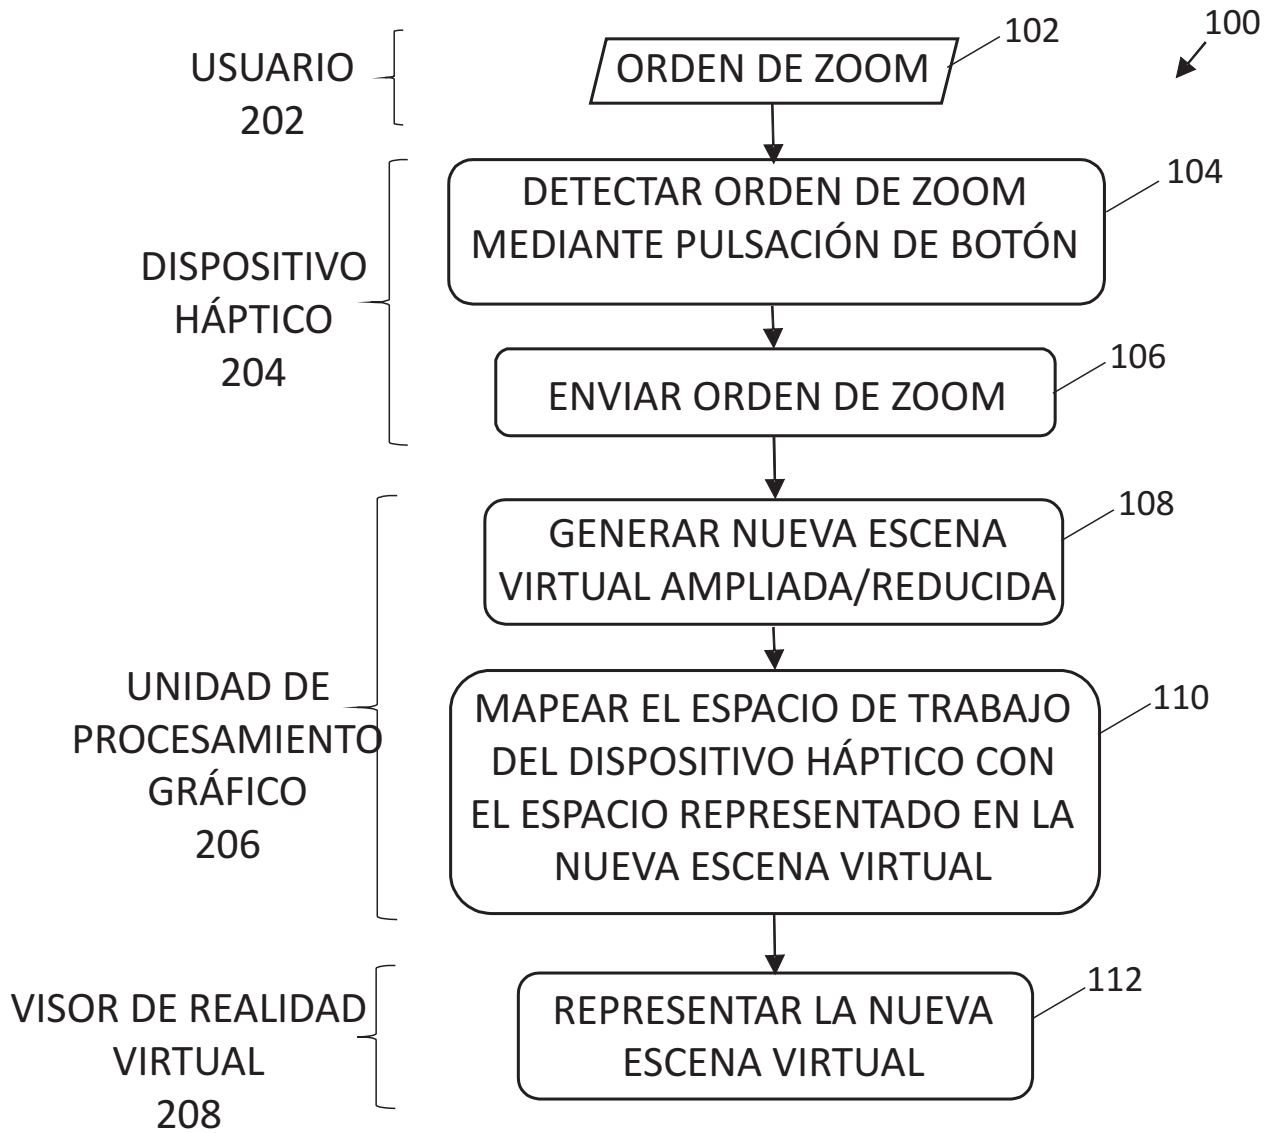 100
USUARIO
202
ORDEN DE ZOOM
102
DISPOSITIVO
HÁPTICO
204
DETECTAR ORDEN DE ZOOM
MEDIANTE PULSACIÓN DE BOTÓN
104
ENVIAR ORDEN DE ZOOM
106
UNIDAD DE
PROCESAMIENTO
GRÁFICO
206
GENERAR NUEVA ESCENA
VIRTUAL AMPLIADA/REDUCIDA
108
MAPEAR EL ESPACIO DE TRABAJO
DEL DISPOSITIVO HÁPTICO CON
EL ESPACIO REPRESENTADO EN LA
NUEVA ESCENA VIRTUAL
110
VISOR DE REALIDAD
VIRTUAL
208
REPRESENTAR LA NUEVA
ESCENA VIRTUAL
112